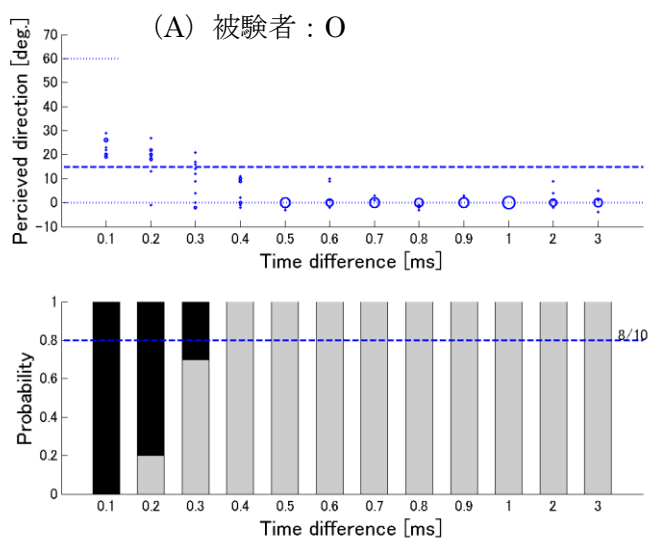 (A) 被験者：O
Percieved direction [deg.]
70
60
50
40
30
20
10
0
-10
0.1 0.2 0.3 0.4 0.5 0.6 0.7 0.8 0.9 1 2 3
Time difference [ms]
Probability
1
0.8
0.6
0.4
0.2
0
8/10
0.1 0.2 0.3 0.4 0.5 0.6 0.7 0.8 0.9 1 2 3
Time difference [ms]